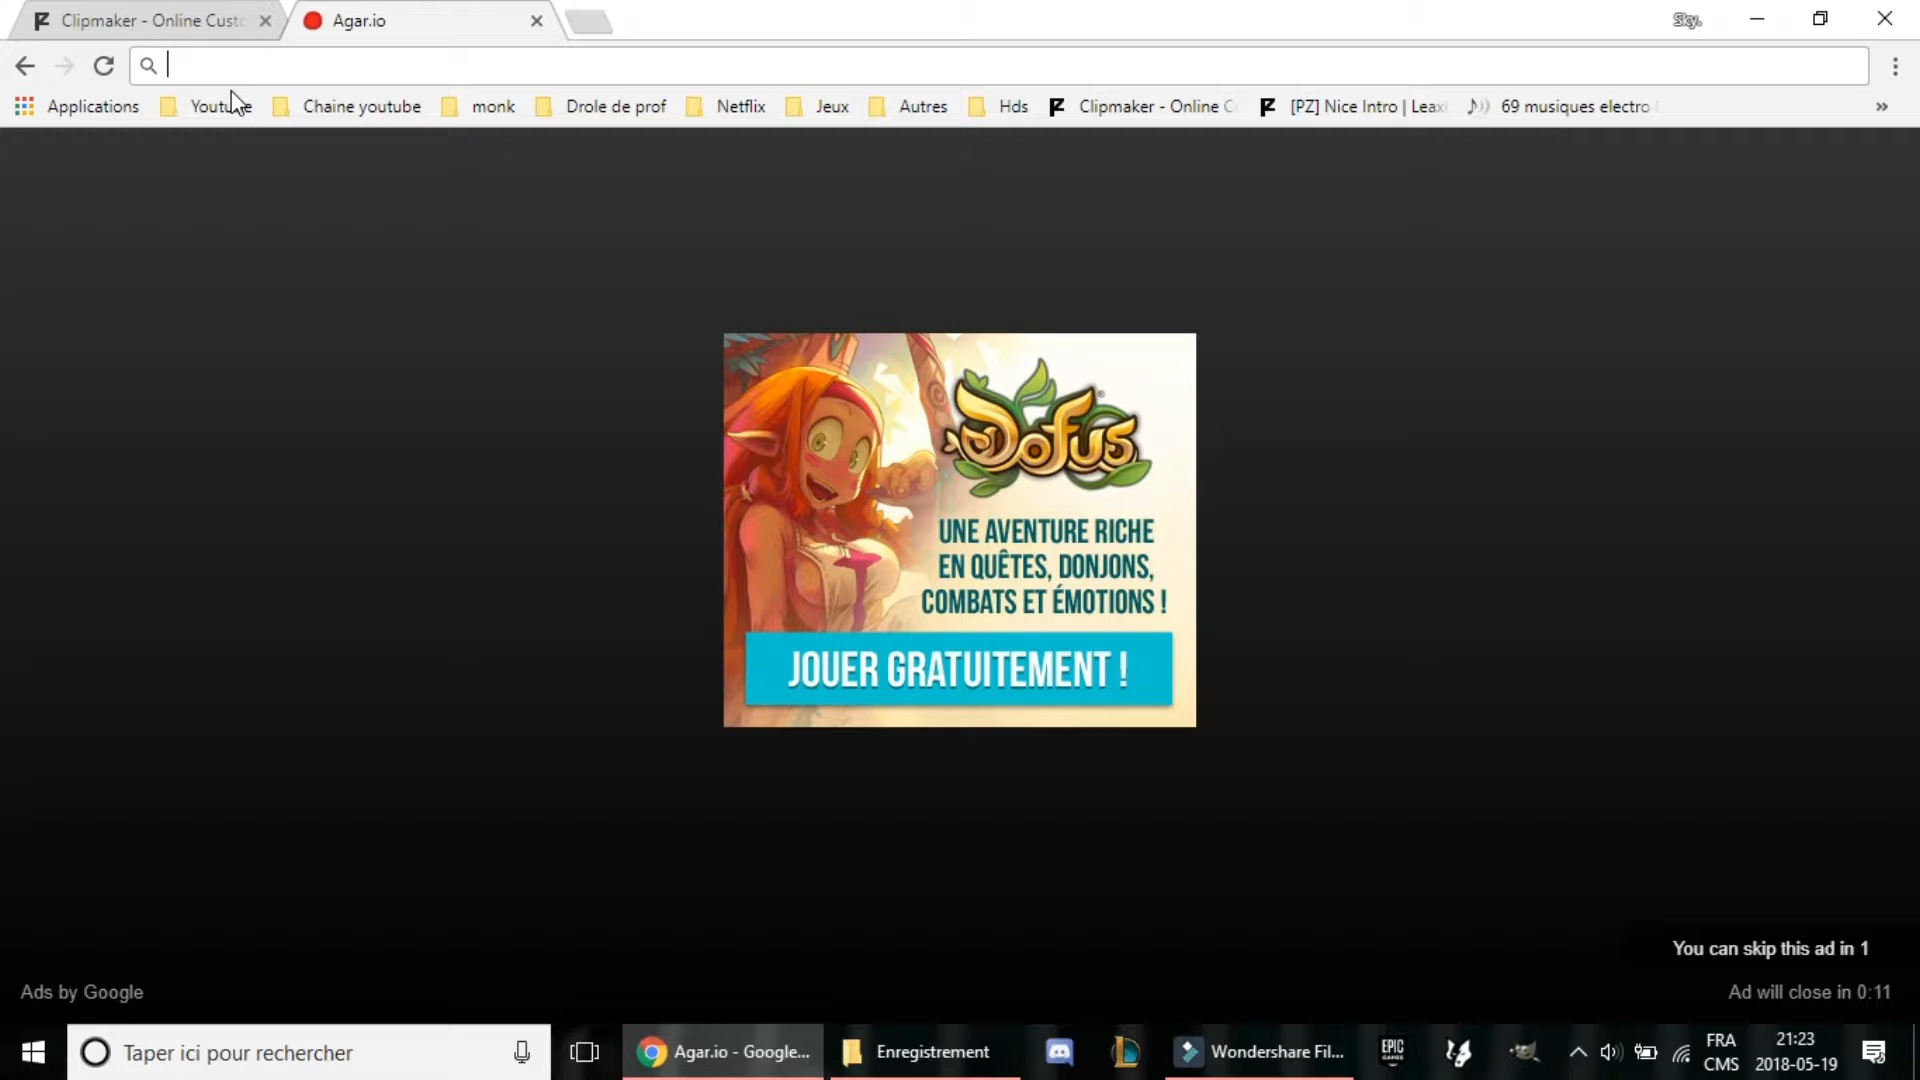 Clipmaker - Online Custo
Agar.io
Sky.
Applications
Youtube
Chaine youtube
monk
Drole de prof
Netflix
Jeux
Autres
Hds
Clipmaker - Online C
[PZ] Nice Intro | Leax
69 musiques electro
»
Dofus
UNE AVENTURE RICHE
EN QUÊTES, DONJONS,
COMBATS ET ÉMOTIONS !
JOUER GRATUITEMENT !
You can skip this ad in 1
Ads by Google
Ad will close in 0:11
Taper ici pour rechercher
Agar.io - Google...
Enregistrement
Wondershare Fil...
EPIC
GAMES
FRA
CMS
21:23
2018-05-19